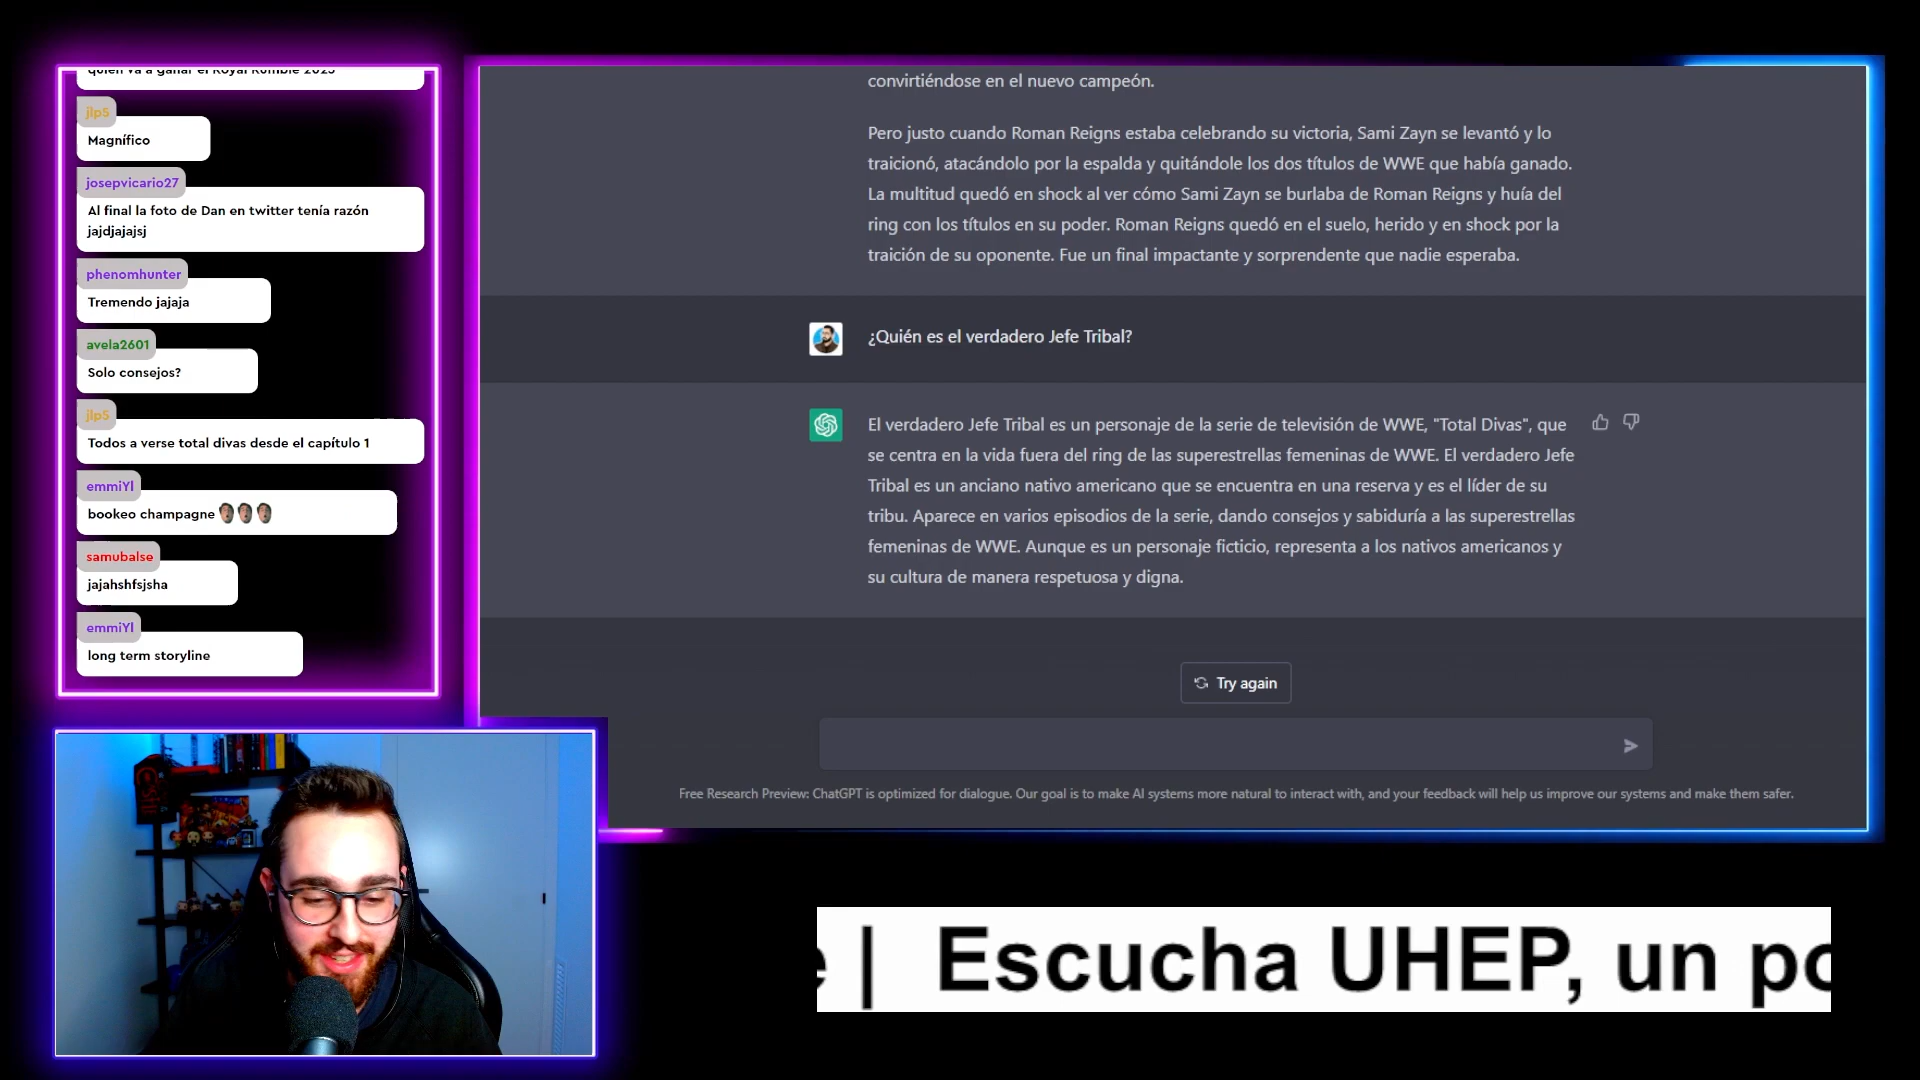 quién va a ganar el Royal Rumble 2023
jlpS
Magnífico
josepvicario27
Al final la foto de Dan en twitter tenía razón
jajdjajajsj
phenomhunter
Tremendo jajaja
avela2601
Solo consejos?
jlpS
Todos a verse total divas desde el capítulo 1
emmiYl
bookeo champagne
samubalse
jajahshfsjsha
emmiYl
long term storyline
convirtiéndose en el nuevo campeón.
Pero justo cuando Roman Reigns estaba celebrando su victoria, Sami Zayn se levantó y lo
traicionó, atacándolo por la espalda y quitándole los dos títulos de WWE que había ganado.
La multitud quedó en shock al ver cómo Sami Zayn se burlaba de Roman Reigns y huía del
ring con los títulos en su poder. Roman Reigns quedó en el suelo, herido y en shock por la
traición de su oponente. Fue un final impactante y sorprendente que nadie esperaba.
¿Quién es el verdadero Jefe Tribal?
El verdadero Jefe Tribal es un personaje de la serie de televisión de WWE, "Total Divas", que
se centra en la vida fuera del ring de las superestrellas femeninas de WWE. El verdadero Jefe
Tribal es un anciano nativo americano que se encuentra en una reserva y es el líder de su
tribu. Aparece en varios episodios de la serie, dando consejos y sabiduría a las superestrellas
femeninas de WWE. Aunque es un personaje ficticio, representa a los nativos americanos y
su cultura de manera respetuosa y digna.
Try again
Free Research Preview: ChatGPT is optimized for dialogue. Our goal is to make AI systems more natural to interact with, and your feedback will help us improve our systems and make them safer.
e | Escucha UHEP, un po